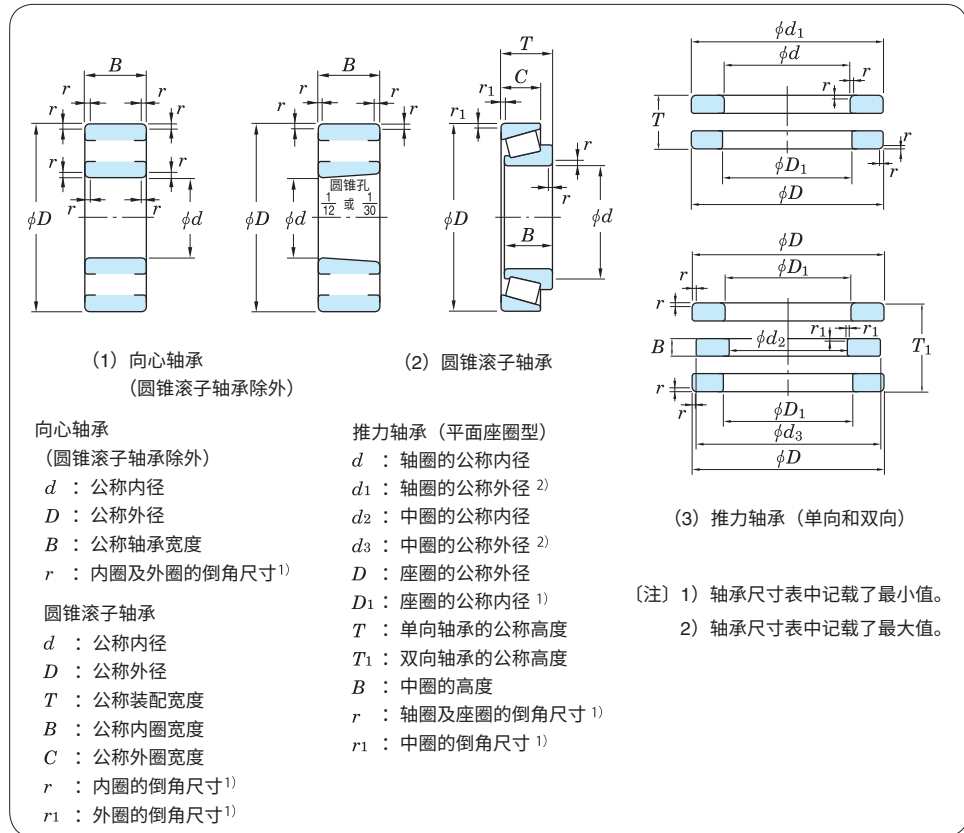 B
r
r
r
r
r
r
r
r
φD
φd
B
r
r
r
r
圆锥孔
1/12 或 1/30
φD
φd
T
C
r1
r1
r
r
B
φD
φd
φd1
φd
r
r
T
φD1
r
r
φD
φD
φD1
r
r
r1
r1
B
φd2
T1
r
r
φD1
φd3
φD
（1）向心轴承
（圆锥滚子轴承除外）
（2）圆锥滚子轴承
（3）推力轴承（单向和双向）
向心轴承
（圆锥滚子轴承除外）
d ：公称内径
D ：公称外径
B ：公称轴承宽度
r ：内圈及外圈的倒角尺寸1)
圆锥滚子轴承
d ：公称内径
D ：公称外径
T ：公称装配宽度
B ：公称内圈宽度
C ：公称外圈宽度
r ：内圈的倒角尺寸1)
r1 ：外圈的倒角尺寸1)
推力轴承（平面座圈型）
d ：轴圈的公称内径
d1 ：轴圈的公称外径 2)
d2 ：中圈的公称内径
d3 ：中圈的公称外径 2)
D ：座圈的公称外径
D1 ：座圈的公称内径 1)
T ：单向轴承的公称高度
T1 ：双向轴承的公称高度
B ：中圈的高度
r ：轴圈及座圈的倒角尺寸 1)
r1 ：中圈的倒角尺寸 1)
〔注〕1）轴承尺寸表中记载了最小值。
2）轴承尺寸表中记载了最大值。